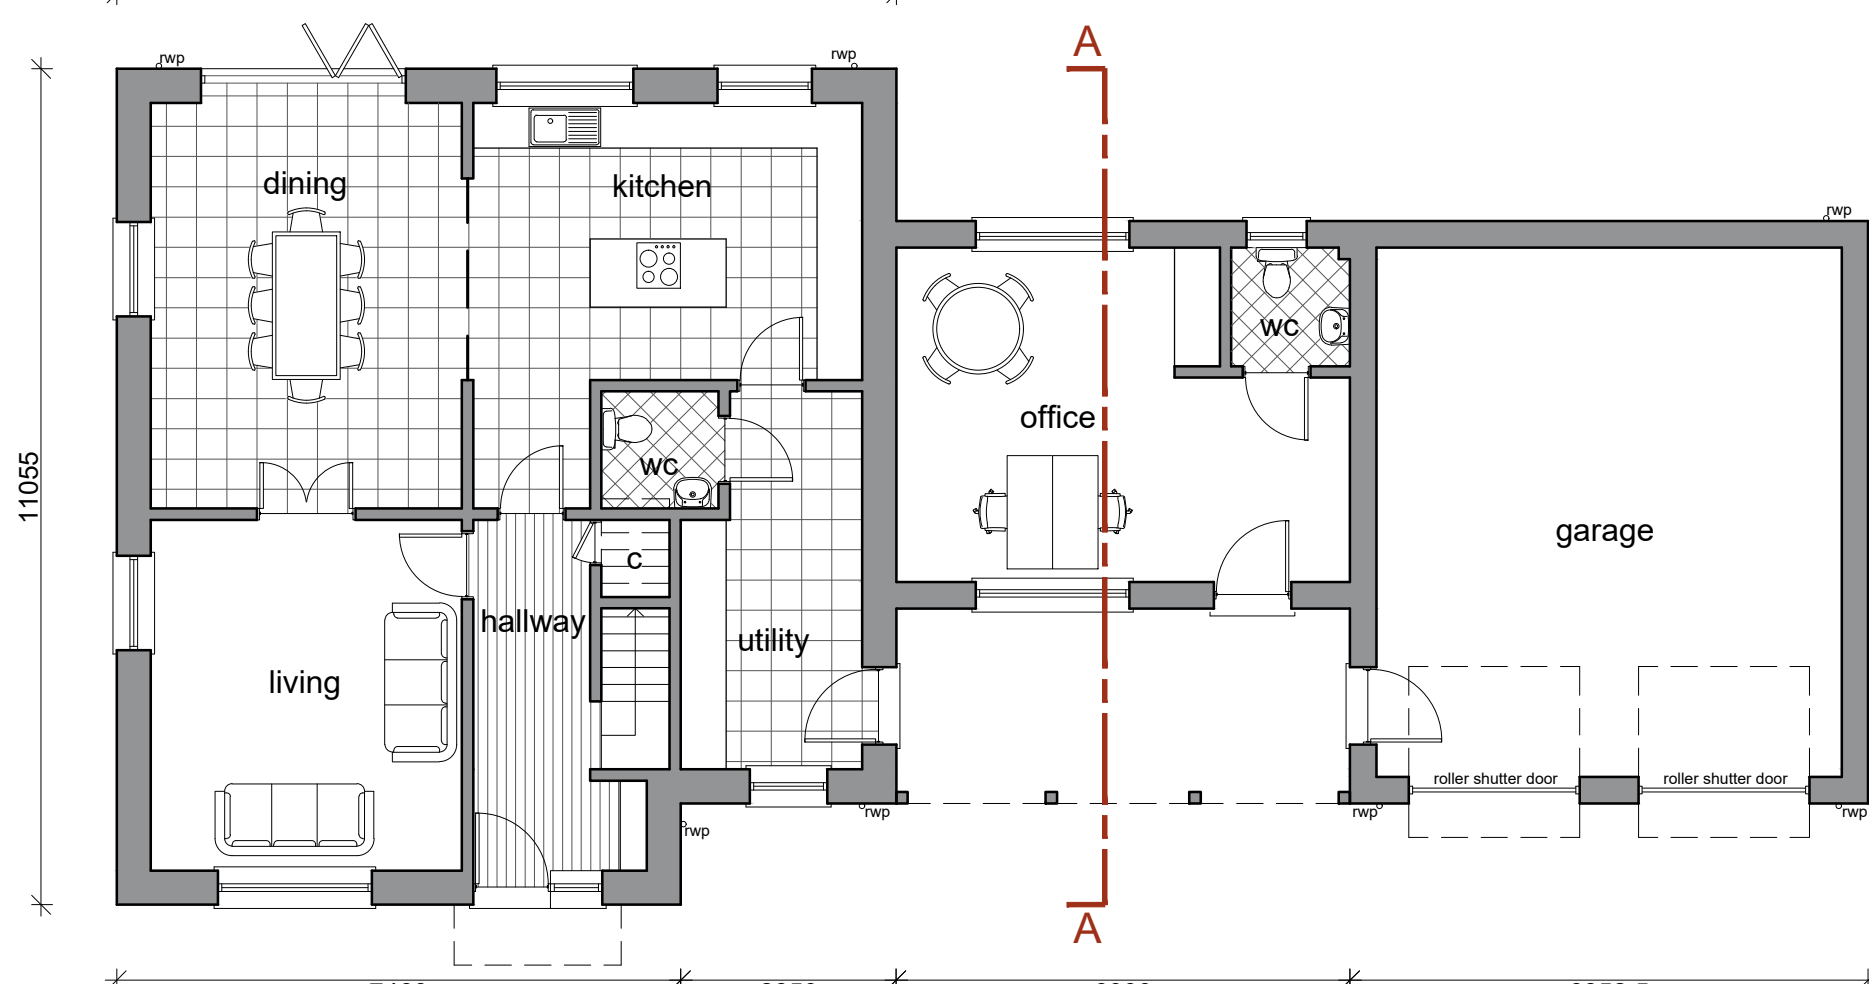 A
rwp
rwp
dining
kitchen
rwp
wc
office
wc
11055
garage
c
hallway
utility
living
roller shutter door
roller shutter door
rwp
rwp
rwp
rwp
A